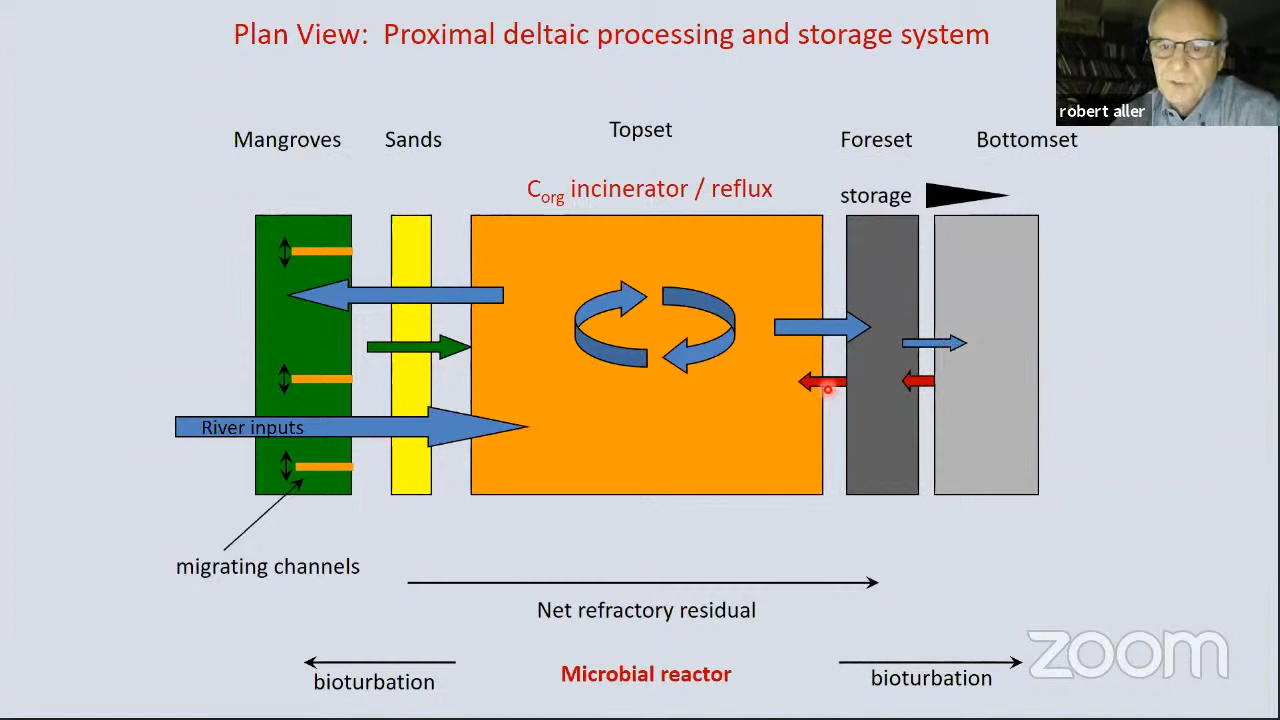 Plan View:  Proximal deltaic processing and storage system
robert aller
Mangroves
Sands
Topset
Foreset
Bottomset
Corg incinerator / reflux
storage
River inputs
migrating channels
Net refractory residual
bioturbation
Microbial reactor
bioturbation
zoom